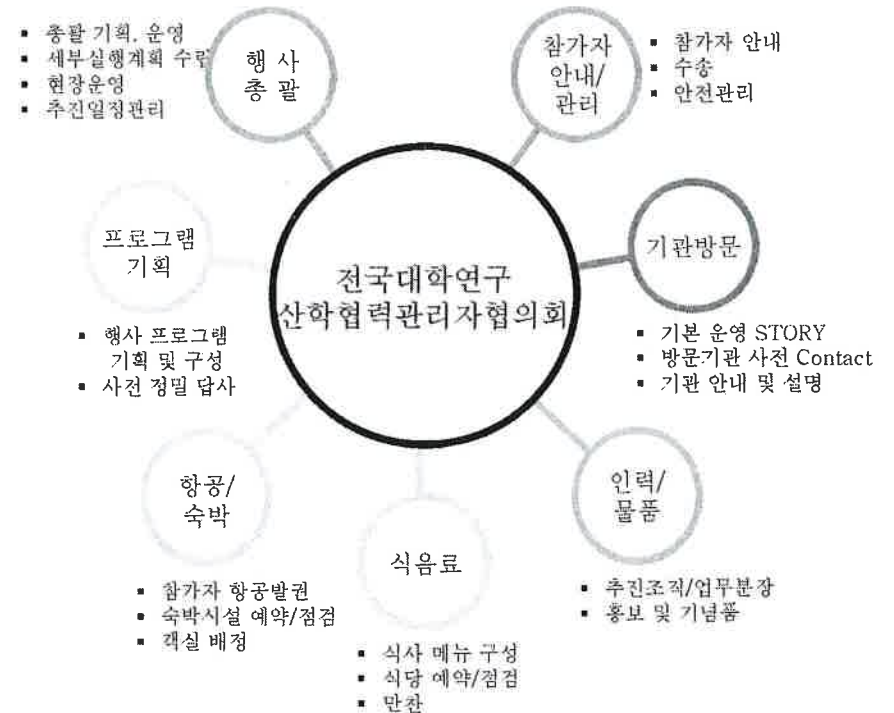 ▪ 총괄 기획, 운영
▪ 세부실행계획 수립
▪ 현장운영
▪ 추진일정관리
행 사
총 괄
참가자
안내/
관리
▪ 참가자 안내
▪ 수송
▪ 안전관리
프로그램
기획
▪ 행사 프로그램
기획 및 구성
▪ 사전 정밀 답사
전국대학연구
산학협력관리자협의회
기관방문
▪ 기본 운영 STORY
▪ 방문기관 사전 Contact
▪ 기관 안내 및 설명
항공/
숙박
▪ 참가자 항공발권
▪ 숙박시설 예약/점검
▪ 객실 배정
식음료
▪ 식사 메뉴 구성
▪ 식당 예약/점검
▪ 만찬
인력/
물품
▪ 추진조직/업무분장
▪ 홍보 및 기념품